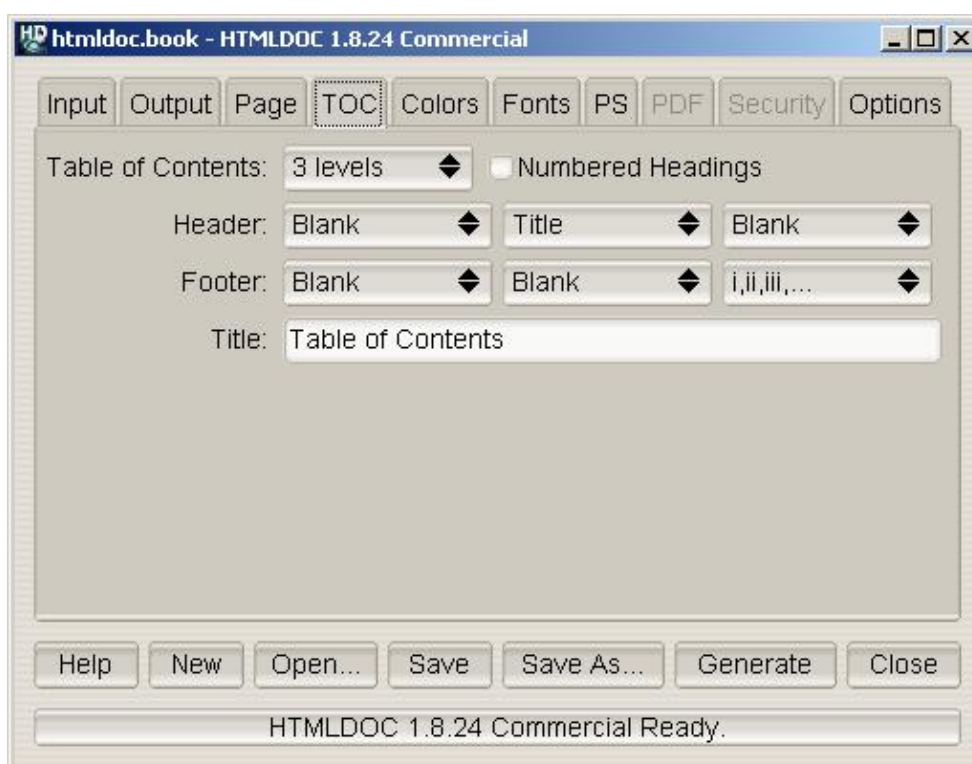 htmldoc.book - HTMLDOC 1.8.24 Commercial
Input Output Page TOC Colors Fonts PS PDF Security Options
Table of Contents: 3 levels Numbered Headings
Header: Blank Title Blank
Footer: Blank Blank i,ii,iii,...
Title: Table of Contents
Help New Open... Save Save As... Generate Close
HTMLDOC 1.8.24 Commercial Ready.